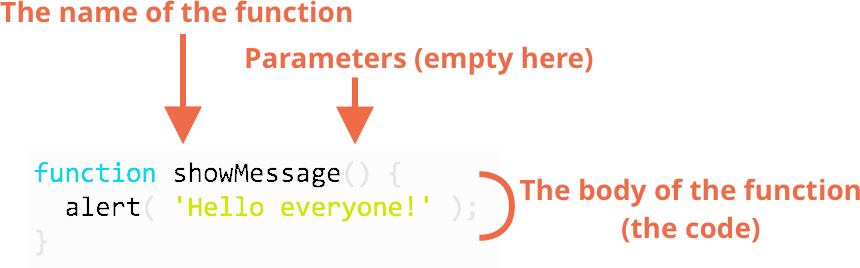 The name of the function
Parameters (empty here)
function showMessage() {
alert( 'Hello everyone!' );
}
The body of the function
(the code)